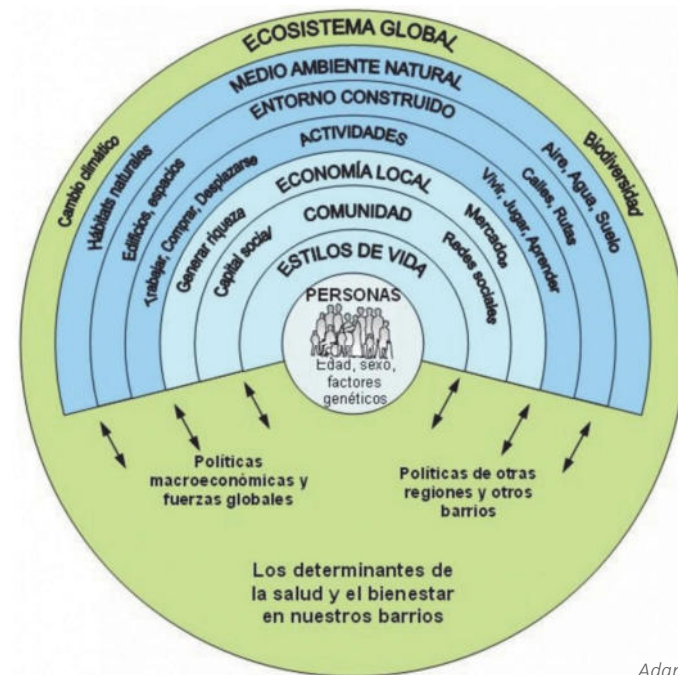 ECOSISTEMA GLOBAL
MEDIO AMBIENTE NATURAL
ENTORNO CONSTRUIDO
ACTIVIDADES
ECONOMÍA LOCAL
COMUNIDAD
ESTILOS DE VIDA
Cambio climático
Hábitats naturales
Edificios, espacios
Trabajar, Comprar, Desplazarse
Generar riqueza
Capital social
Biodiversidad
Aire, Agua, Suelo
Calles, Rutas
Vivir, Jugar, Aprender
Mercados
Redes sociales
PERSONAS
Edad, sexo,
factores
genéticos
Políticas
macroeconómicas y
fuerzas globales
Políticas de otras
regiones y otros
barrios
Los determinantes de
la salud y el bienestar
en nuestros barrios